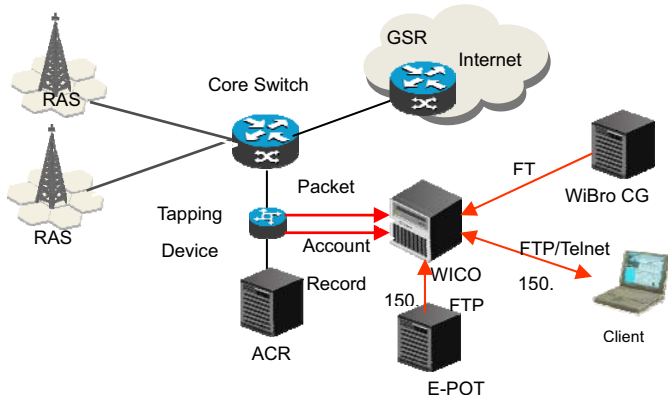 GSR
Internet
Core Switch
RAS
RAS
Packet
Tapping
Device
Account
Record
FT
WiBro CG
WICO
FTP/Telnet
150.
150.
FTP
ACR
E-POT
Client